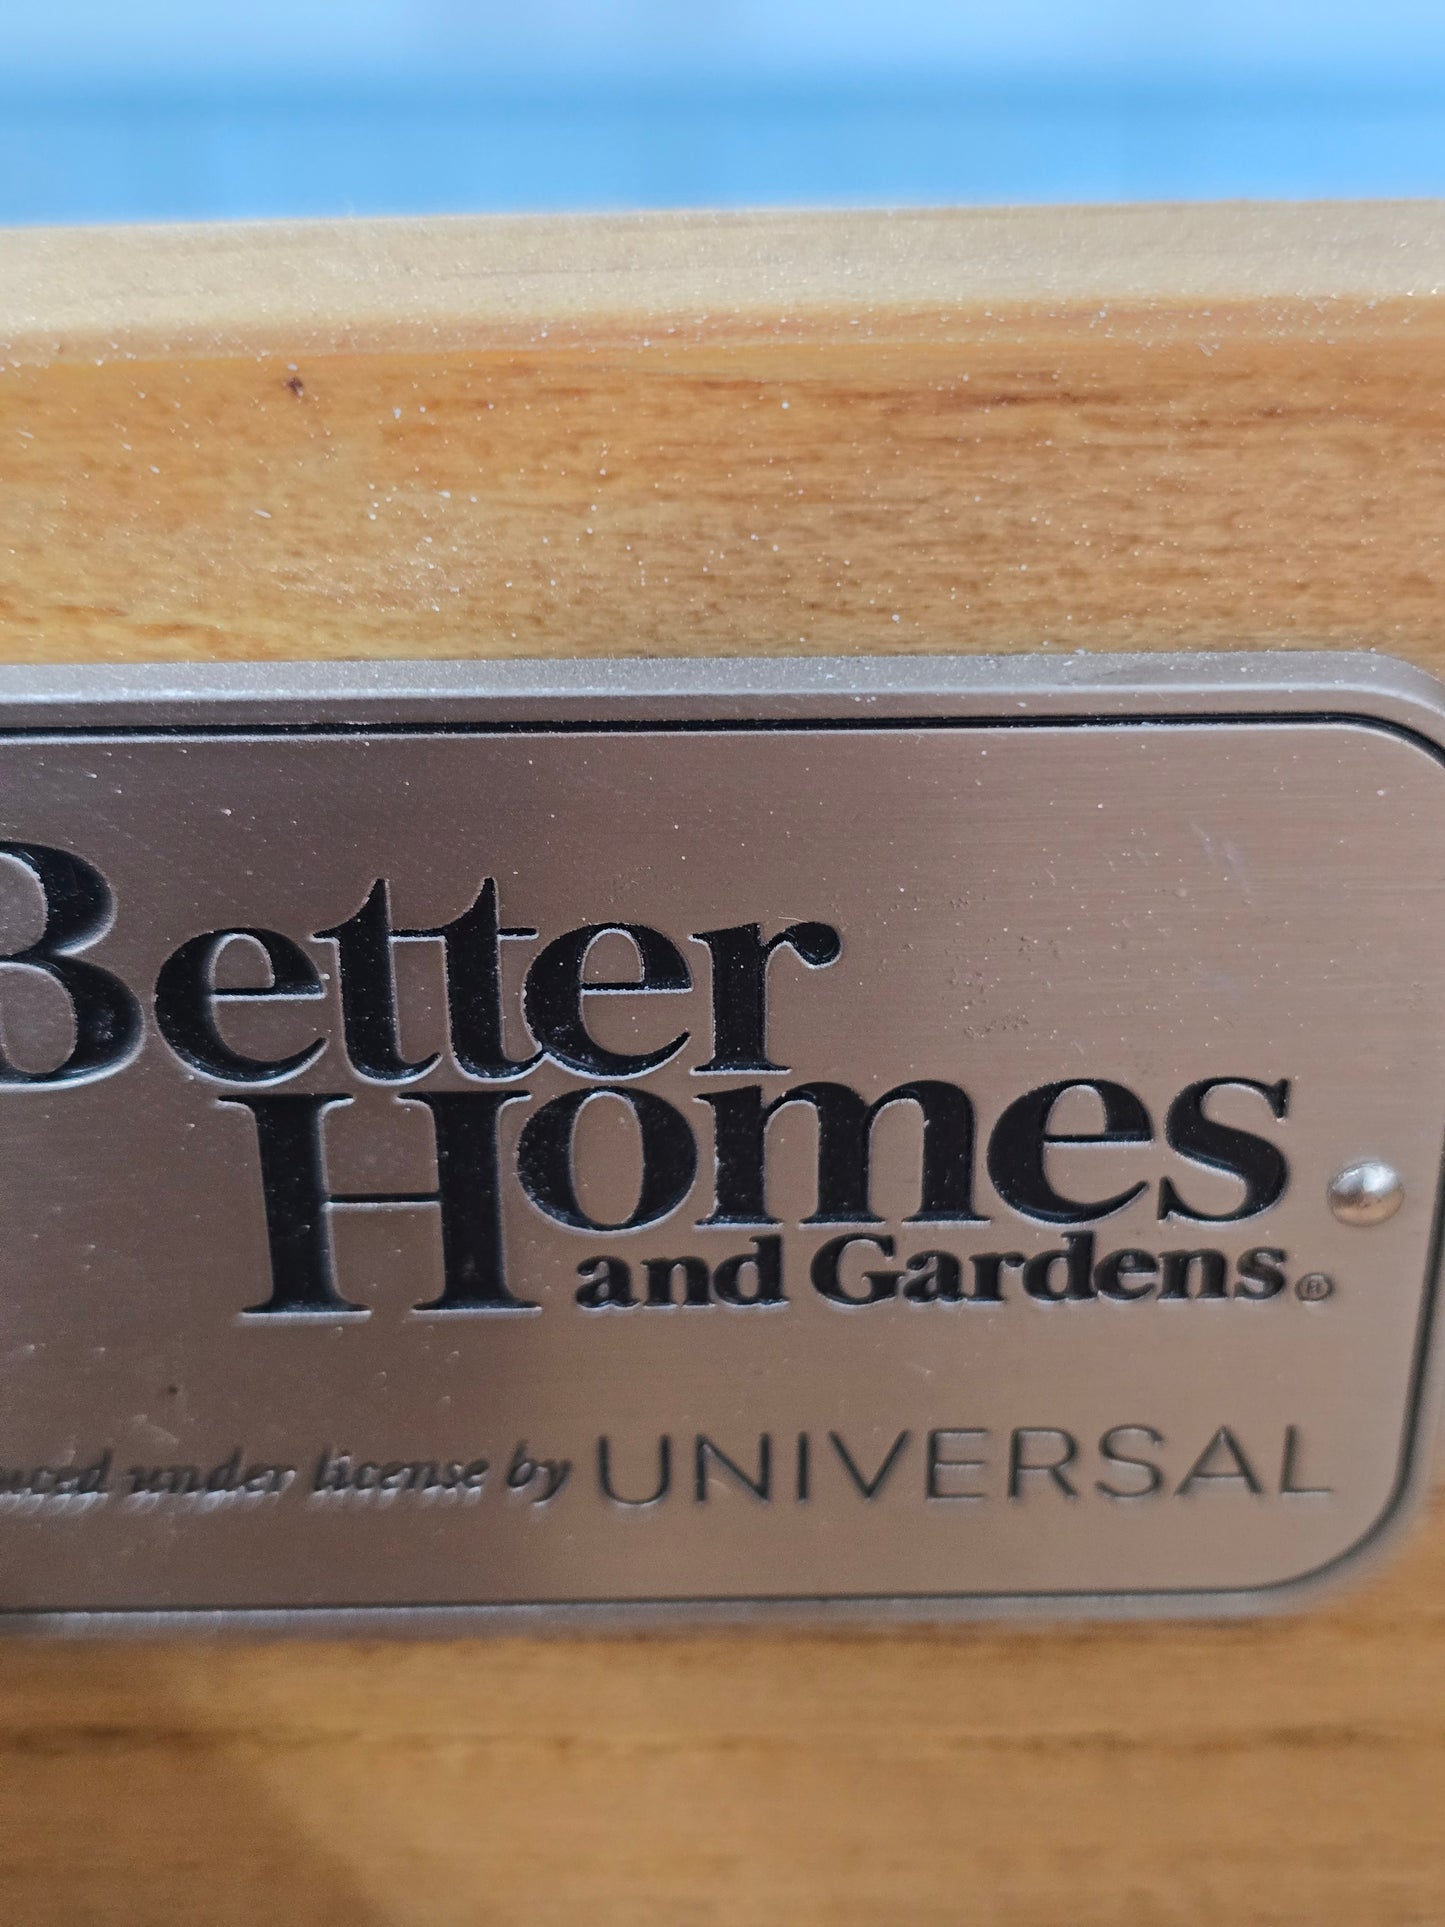 Better
Homes
and Gardens®
under license by UNIVERSAL